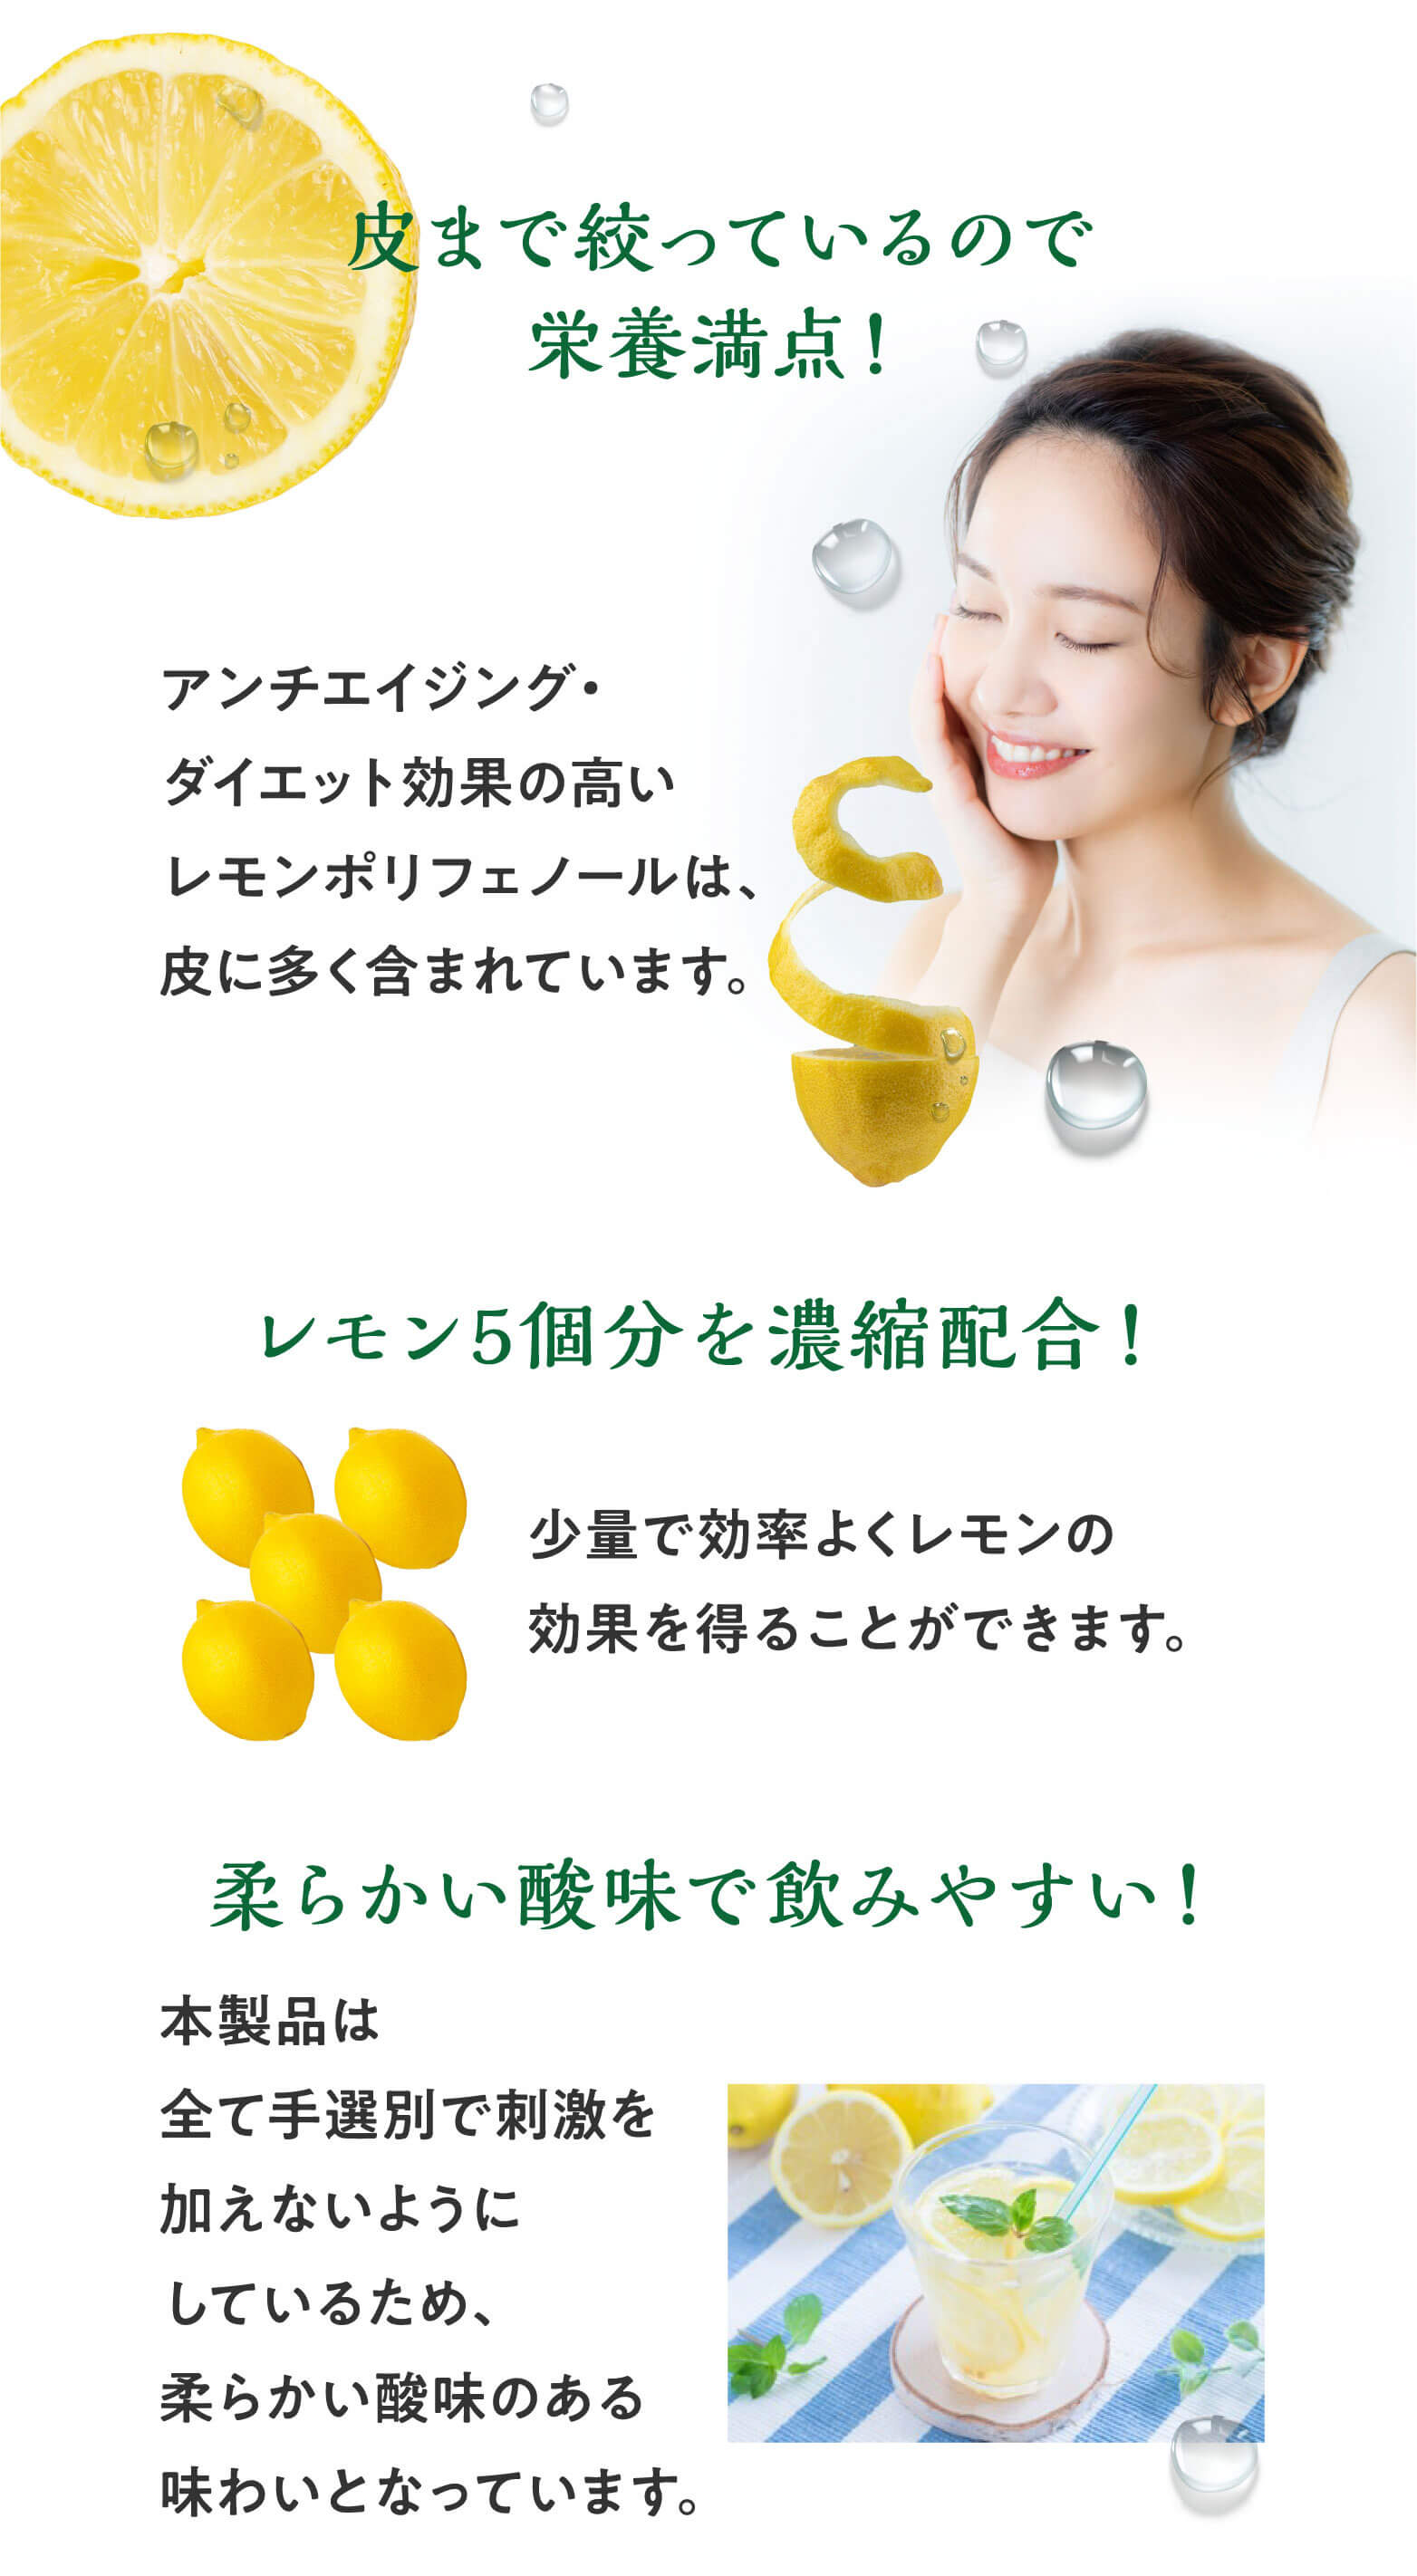 皮まで絞っているので
栄養満点！
アンチエイジング・
ダイエット効果の高い
レモンポリフェノールは、
皮に多く含まれています。
レモン5個分を濃縮配合！
少量で効率よくレモンの
効果を得ることができます。
柔らかい酸味で飲みやすい！
本製品は
全て手選別で刺激を
加えないように
しているため、
柔らかい酸味のある
味わいとなっています。